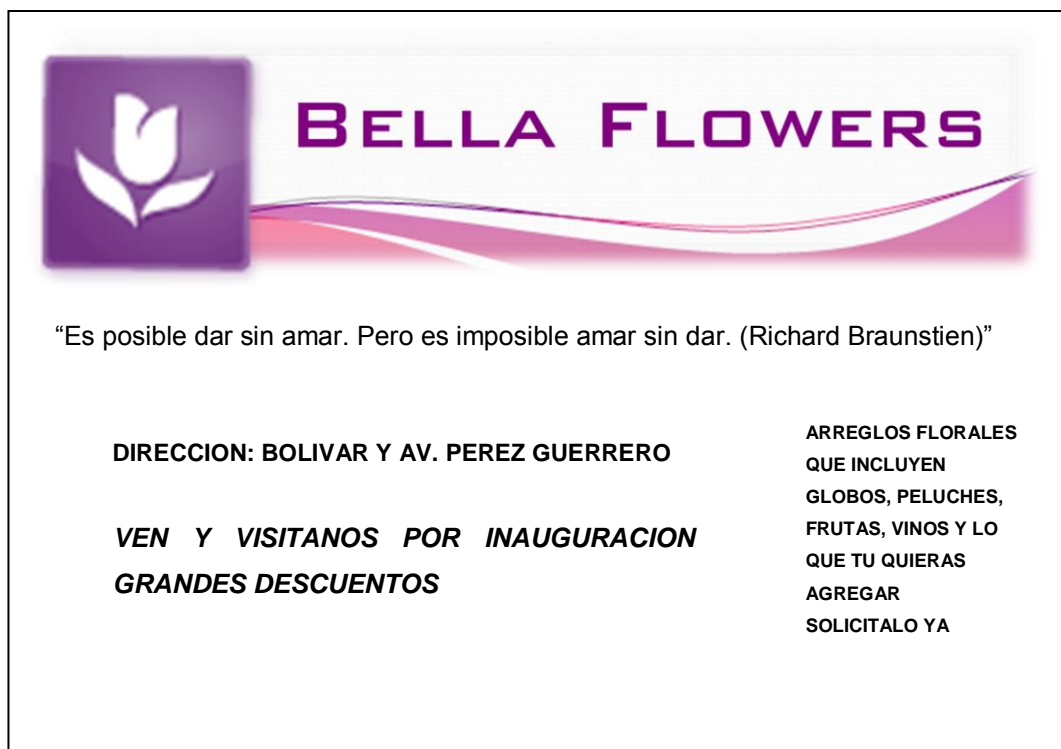 BELLA FLOWERS
“Es posible dar sin amar. Pero es imposible amar sin dar. (Richard Braunstien)”
DIRECCION: BOLIVAR Y AV. PEREZ GUERRERO
VEN Y VISITANOS POR INAUGURACION
GRANDES DESCUENTOS
ARREGLOS FLORALES
QUE INCLUYEN
GLOBOS, PELUCHES,
FRUTAS, VINOS Y LO
QUE TU QUIERAS
AGREGAR
SOLICITALO YA